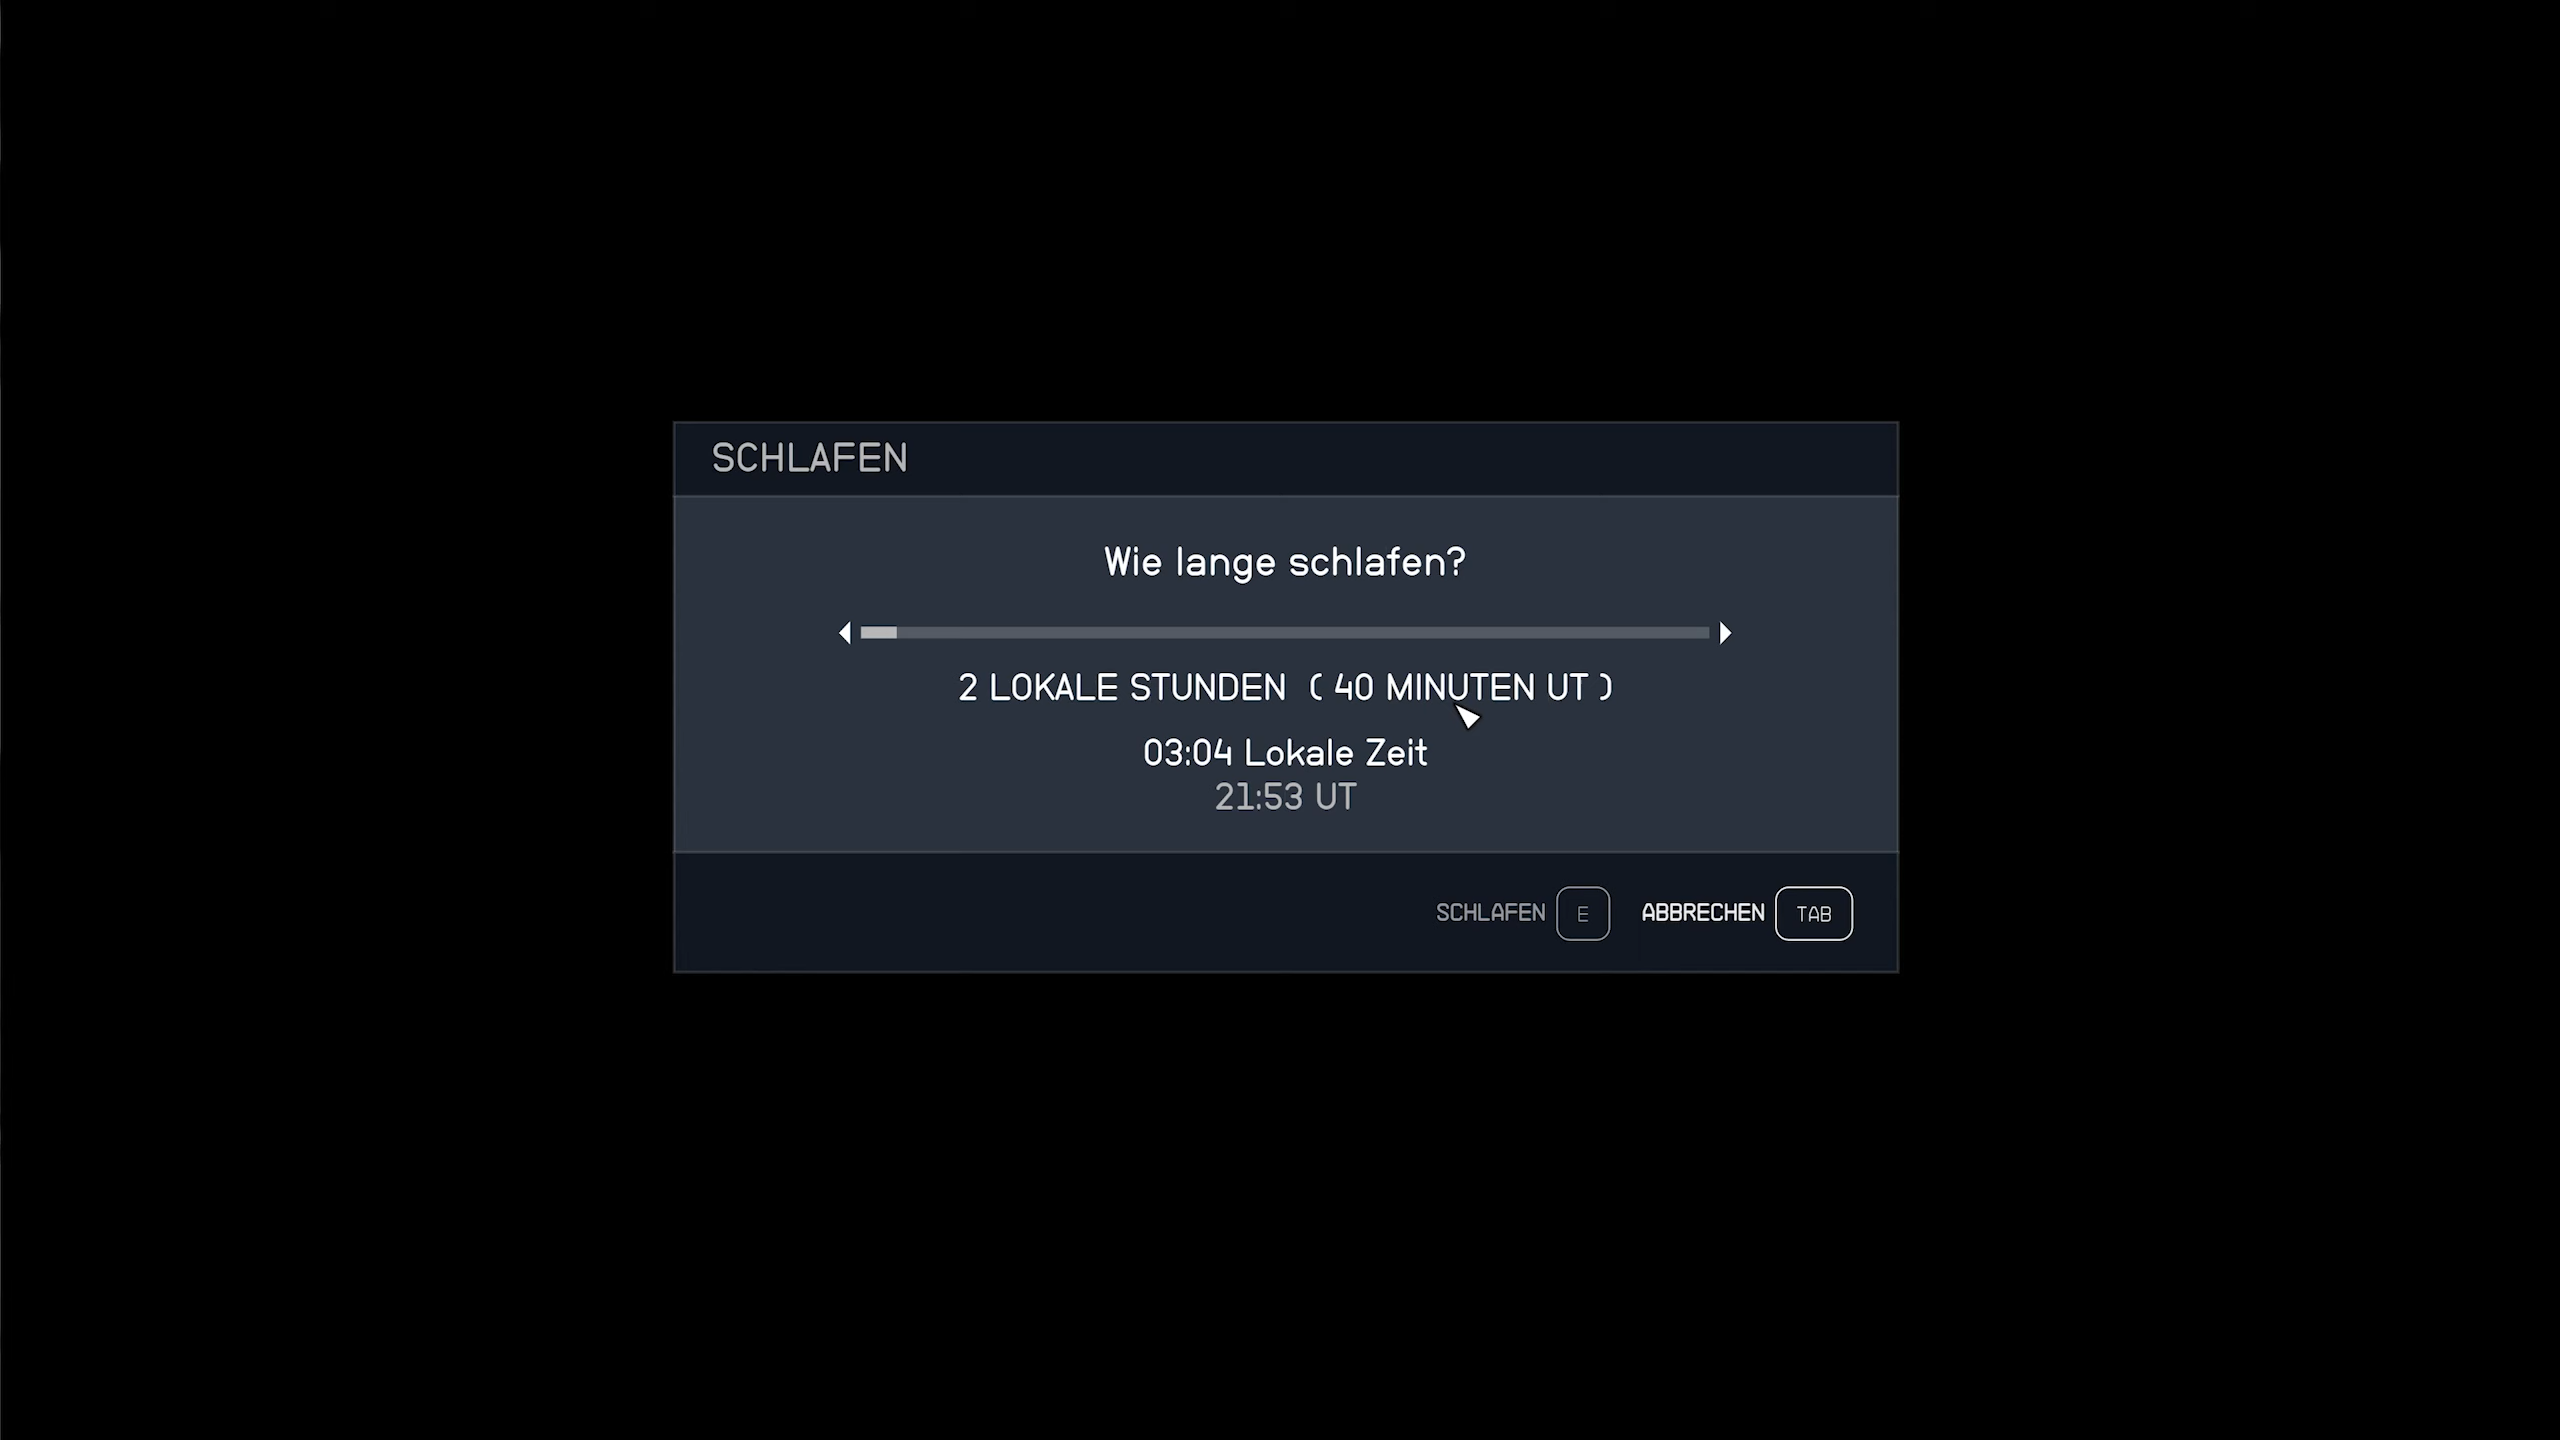 SCHLAFEN
Wie lange schlafen?
2 LOKALE STUNDEN ( 40 MINUTEN UT )
03:04 Lokale Zeit
21:53 UT
SCHLAFEN E ABBRECHEN TAB